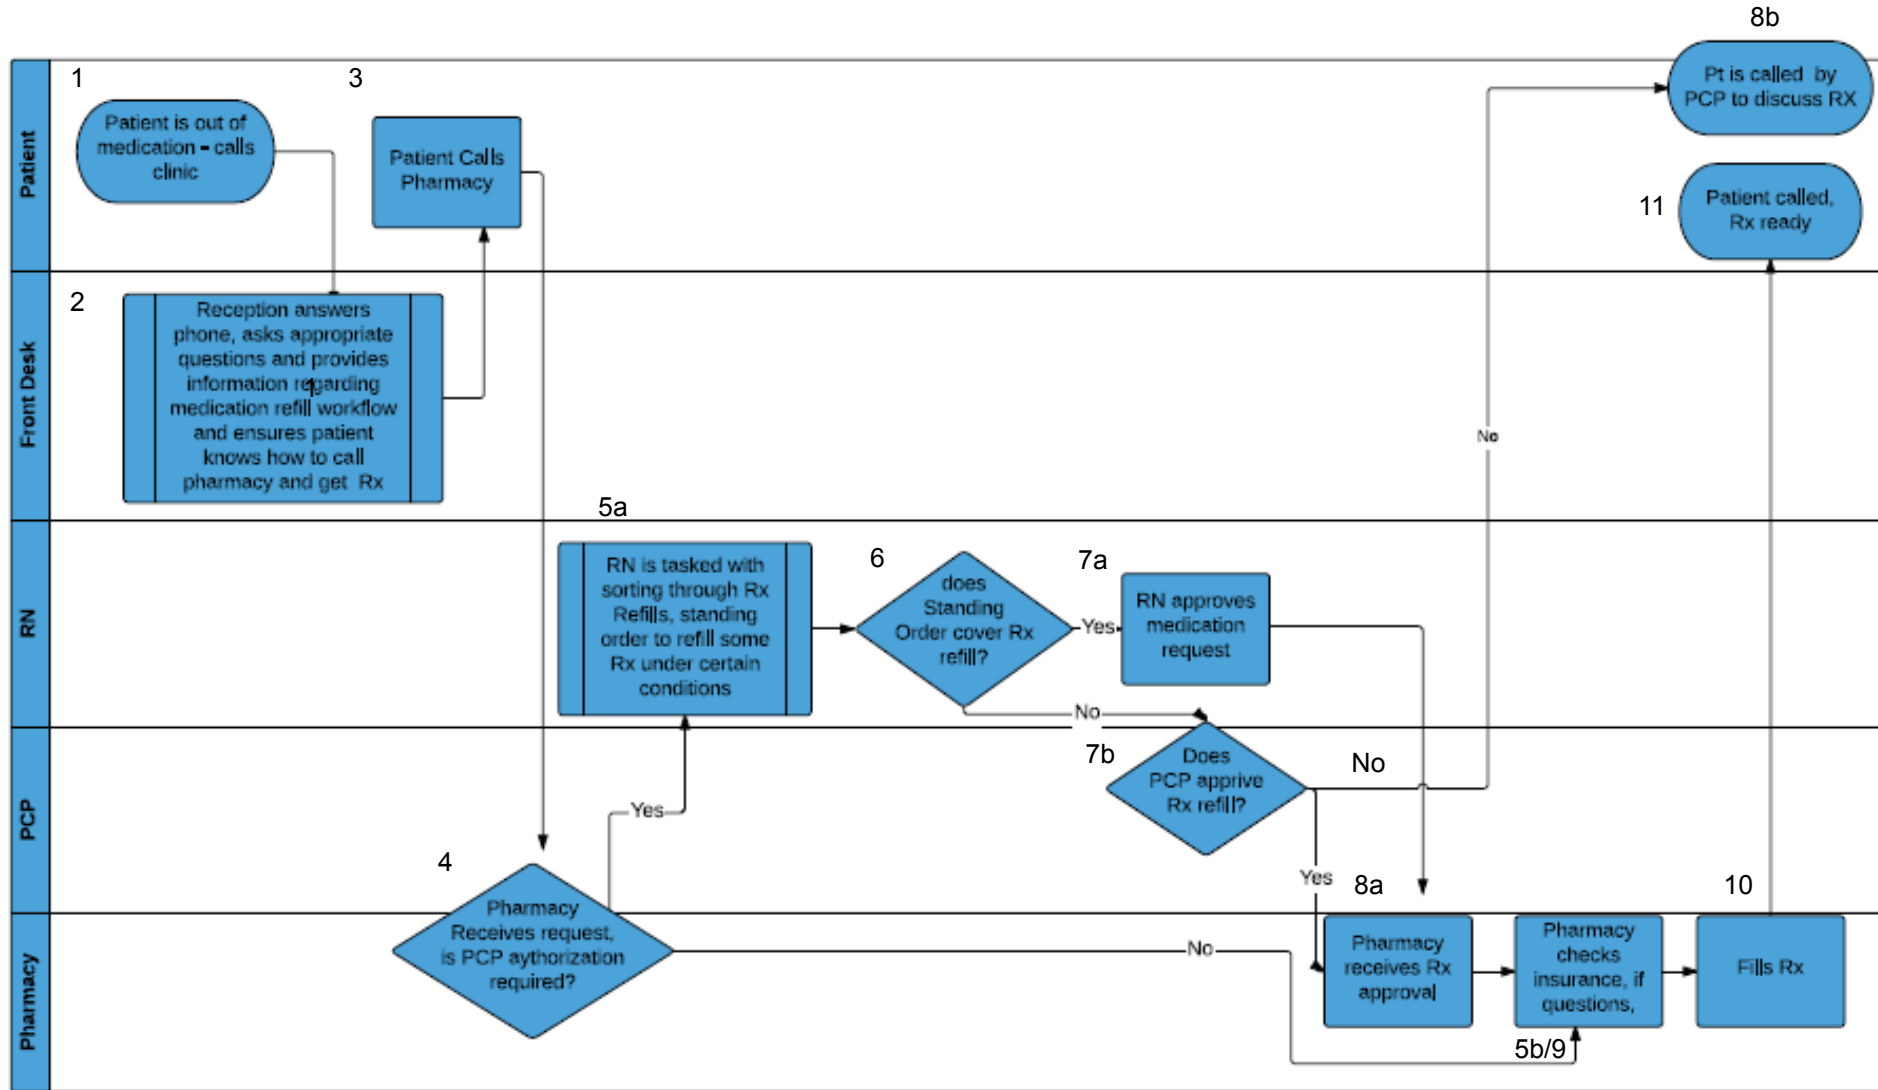 8b
Pt is called by
PCP to discuss RX
1
3
Patient
Patient is out of
medication - calls
clinic
Patient Calls
Pharmacy
11
Patient called,
Rx ready
2
Front Desk
Reception answers
phone, asks appropriate
questions and provides
information regarding
1
medication refill workflow
and ensures patient
knows how to call
pharmacy and get Rx
No
5a
RN
RN is tasked with
sorting through Rx
Refills, standing
order to refill some
Rx under certain
conditions
6
does
Standing
Order cover Rx
refill?
Yes
7a
RN approves
medication
request
No
PCP
7b
Does
PCP apprive
Rx refill?
No
Yes
Yes
4
8a
10
Pharmacy
Pharmacy
Receives request,
is PCP aythorization
required?
No
Pharmacy
receives Rx
approval
Pharmacy
checks
insurance, if
questions,
Fills Rx
5b/9